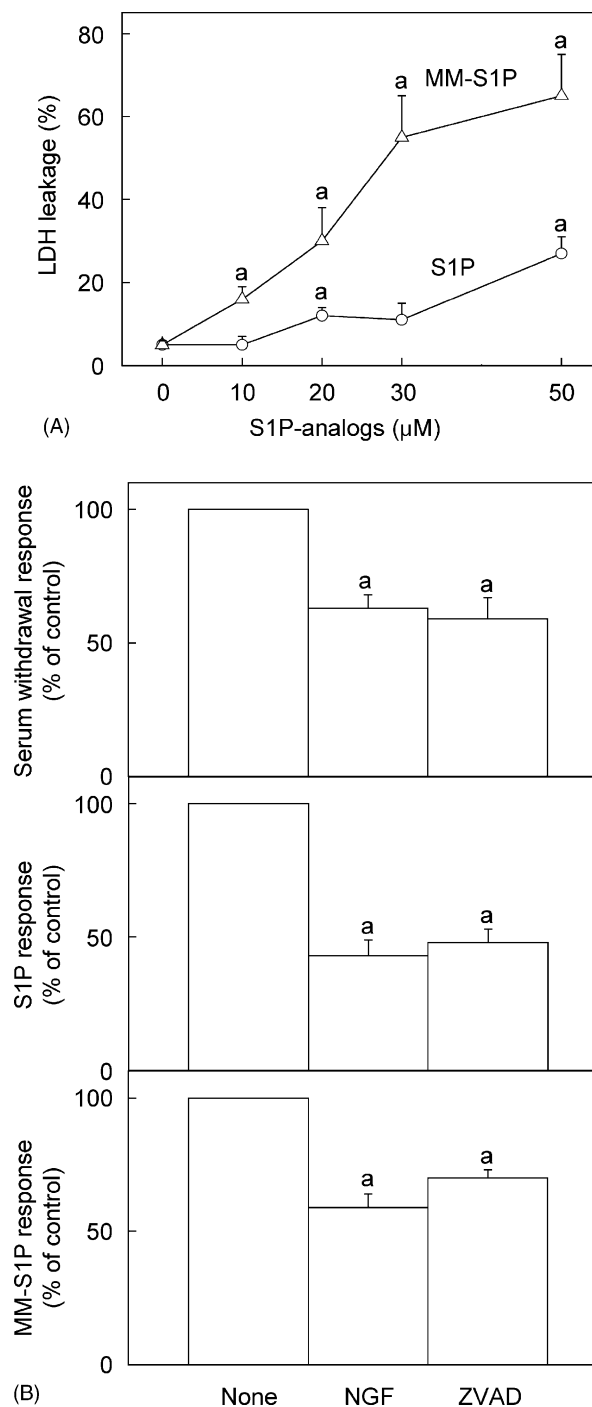 80
60
40
20
0
LDH leakage (%)
a
a
a
a
a
a
MM-S1P
S1P
0 10 20 30 50
S1P-analogs (µM)
(A)
Serum withdrawal response
(% of control)
100
50
0
a
a
S1P response
(% of control)
100
50
0
a
a
MM-S1P response
(% of control)
100
50
0
a
a
None NGF ZVAD
(B)